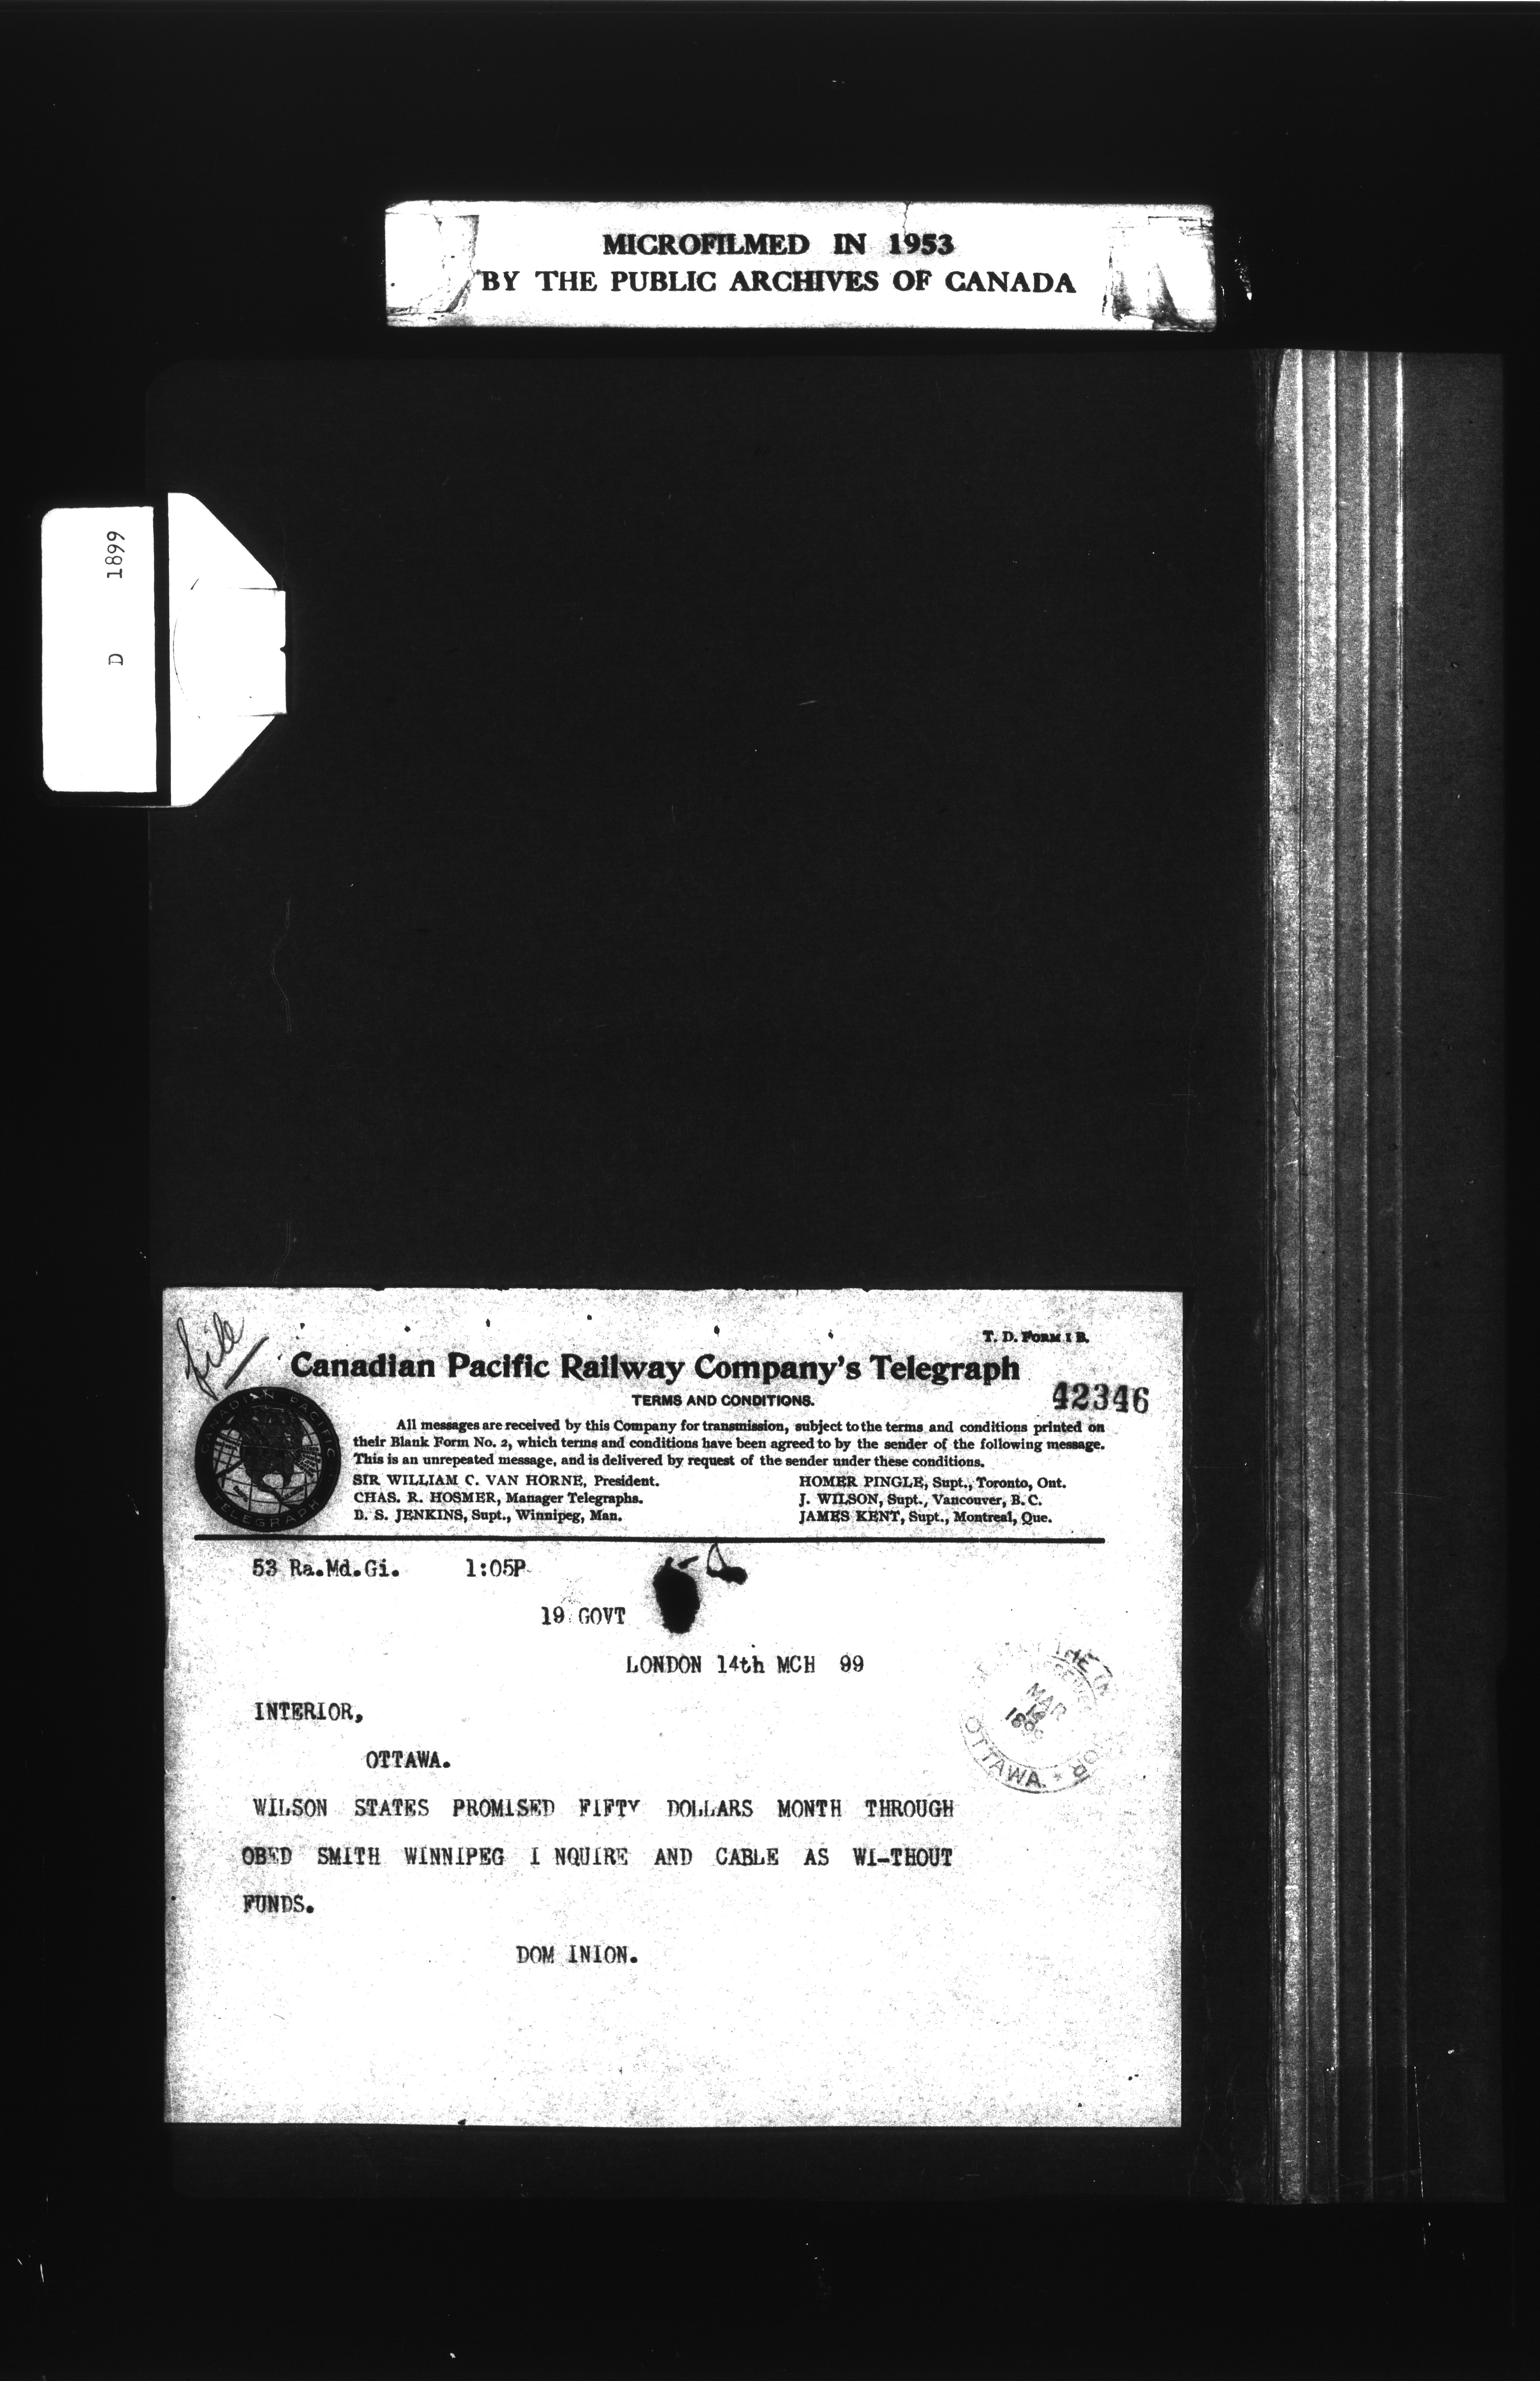 MICROFILMED IN 1953
BY THE PUBLIC ARCHIVES OF CANADA
D 1899
file
T. D. FORM 1 B.
Canadian Pacific Railway Company's Telegraph
TERMS AND CONDITIONS.
42346
All messages are received by this Company for transmission, subject to the terms and conditions printed on
their Blank Form No. 2, which terms and conditions have been agreed to by the sender of the following message.
This is an unrepeated message, and is delivered by request of the sender under these conditions.
SIR WILLIAM C. VAN HORNE, President.
HOMER PINGLE, Supt., Toronto, Ont.
CHAS. R. HOSMER, Manager Telegraphs.
J. WILSON, Supt., Vancouver, B. C.
B. S. JENKINS, Supt., Winnipeg, Man.
JAMES KENT, Supt., Montreal, Que.
CANADIAN PACIFIC
TELEGRAPH
53 Ra.Md.Gi. 1:05P
19 GOVT
LONDON 14th MCH 99
THE IN
MAR
OTTAWA
INTERIOR,
OTTAWA.
WILSON STATES PROMISED FIFTY DOLLARS MONTH THROUGH
OBED SMITH WINNIPEG I NQUIRE AND CABLE AS WI-THOUT
FUNDS.
DOM INION.